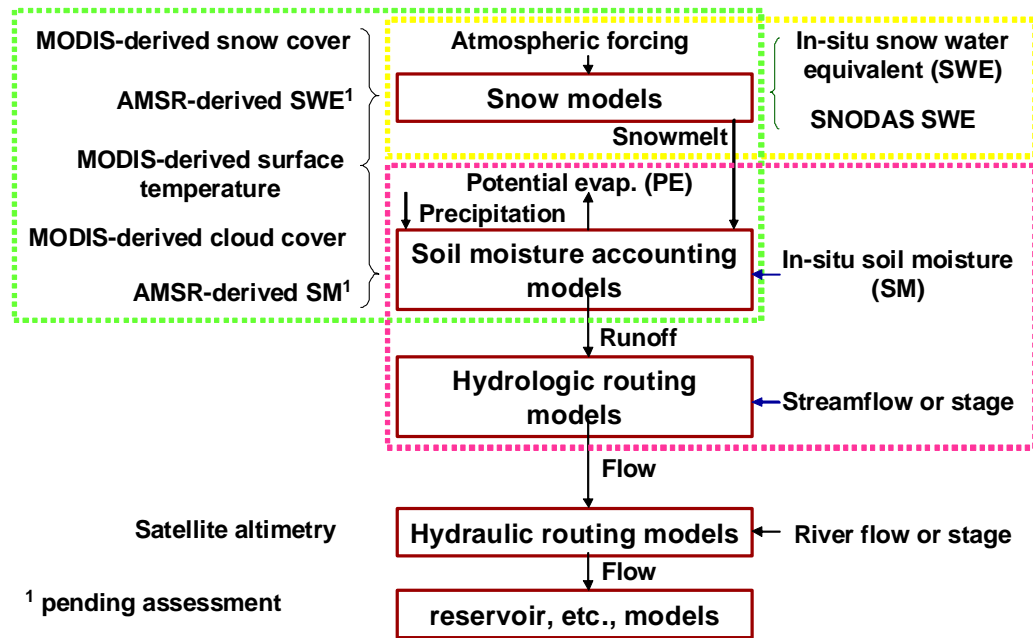 MODIS-derived snow cover
AMSR-derived SWE¹
MODIS-derived surface
temperature
MODIS-derived cloud cover
AMSR-derived SM¹
Atmospheric forcing
Snow models
Snowmelt
In-situ snow water
equivalent (SWE)
SNODAS SWE
Potential evap. (PE)
Precipitation
Soil moisture accounting
models
In-situ soil moisture
(SM)
Runoff
Hydrologic routing
models
Streamflow or stage
Flow
Satellite altimetry
Hydraulic routing models
River flow or stage
Flow
¹ pending assessment
reservoir, etc., models